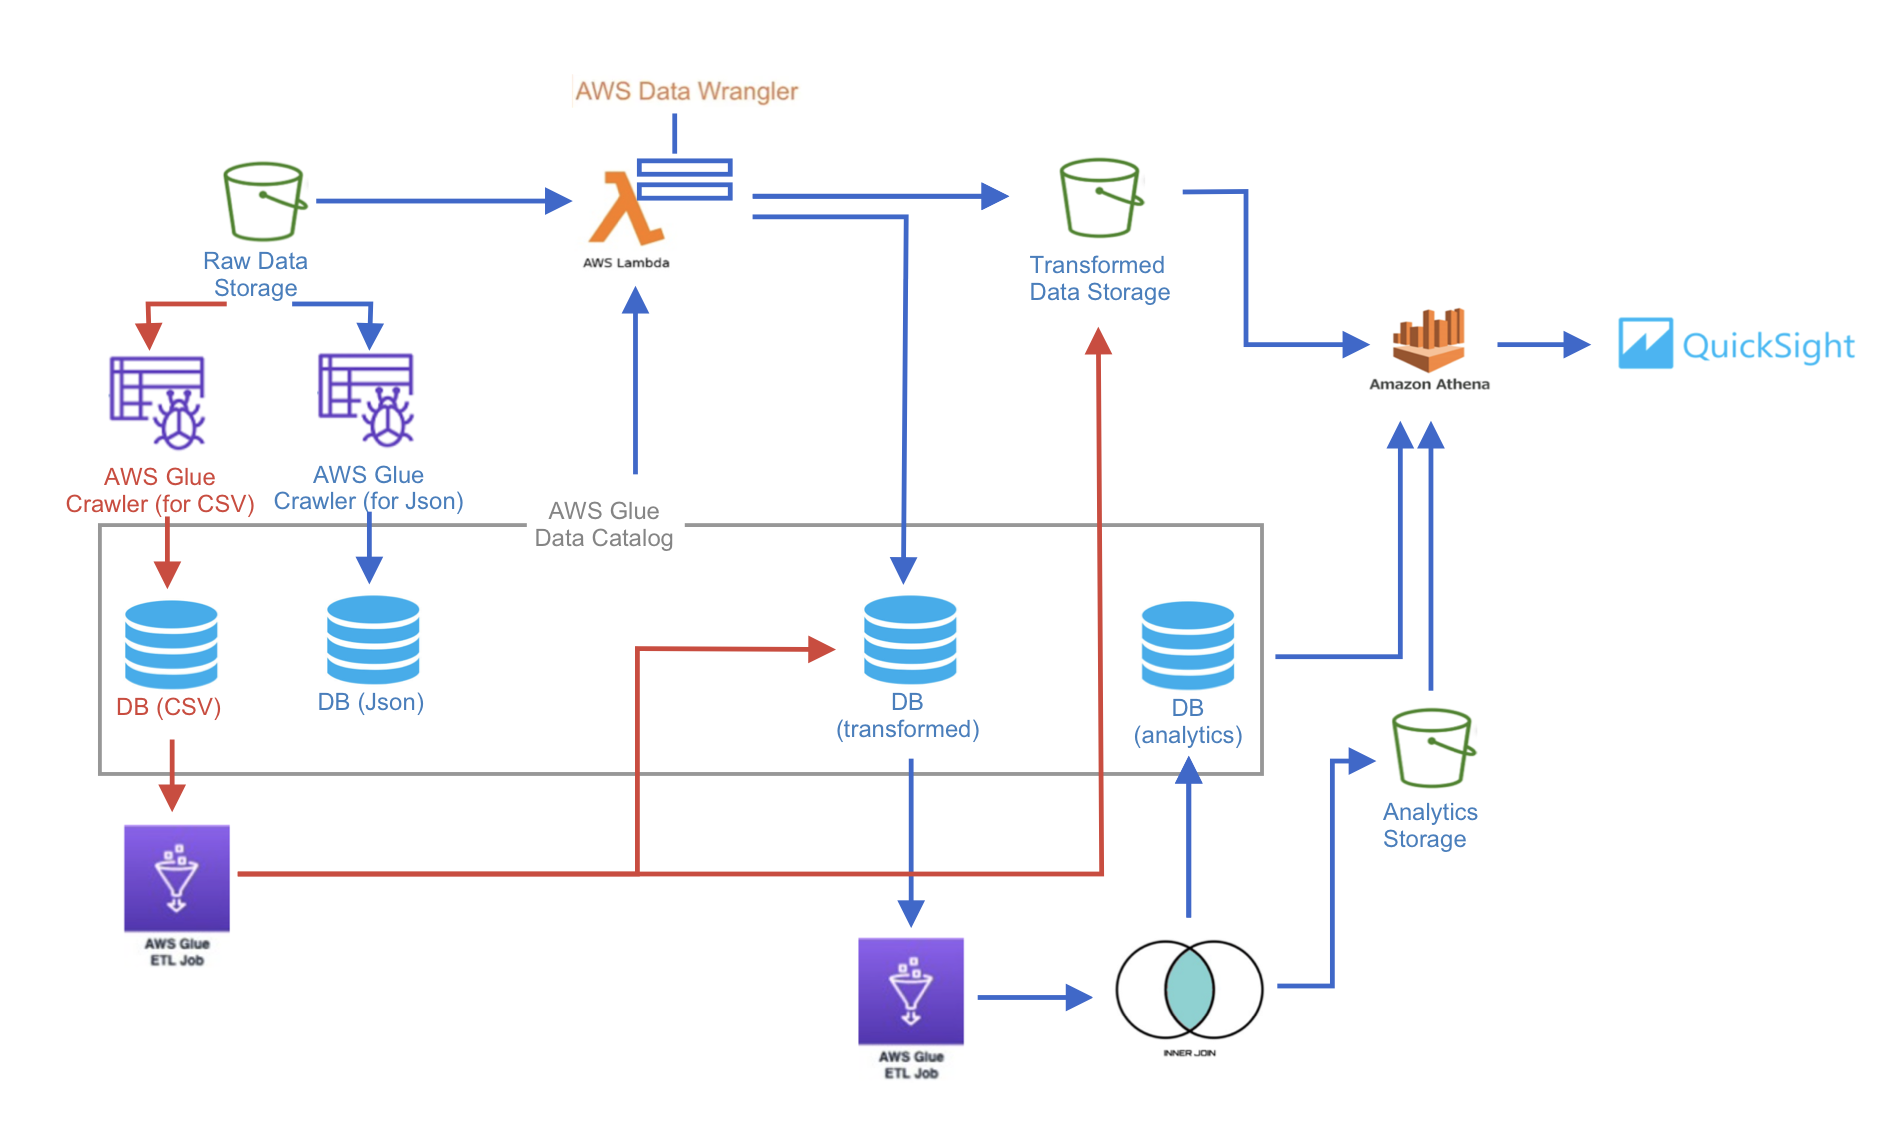 AWS Data Wrangler
Raw Data
Storage
AWS Lambda
Transformed
Data Storage
Amazon Athena
QuickSight
AWS Glue
Crawler (for CSV)
AWS Glue
Crawler (for Json)
AWS Glue
Data Catalog
DB (CSV)
DB (Json)
DB
(transformed)
DB
(analytics)
Analytics
Storage
AWS Glue
ETL Job
AWS Glue
ETL Job
INNER JOIN